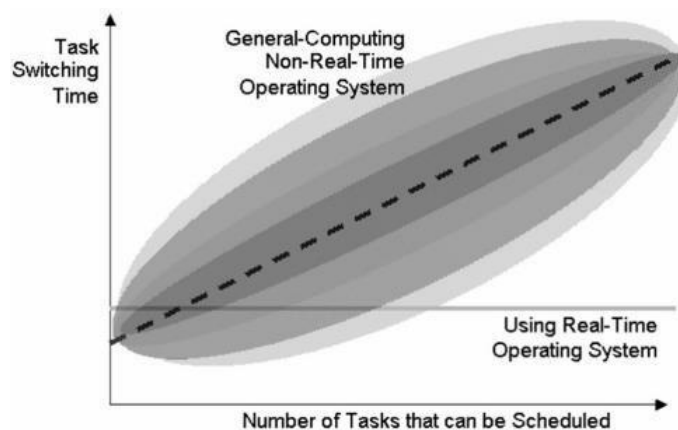 Task
Switching
Time
General-Computing
Non-Real-Time
Operating System
Using Real-Time
Operating System
Number of Tasks that can be Scheduled